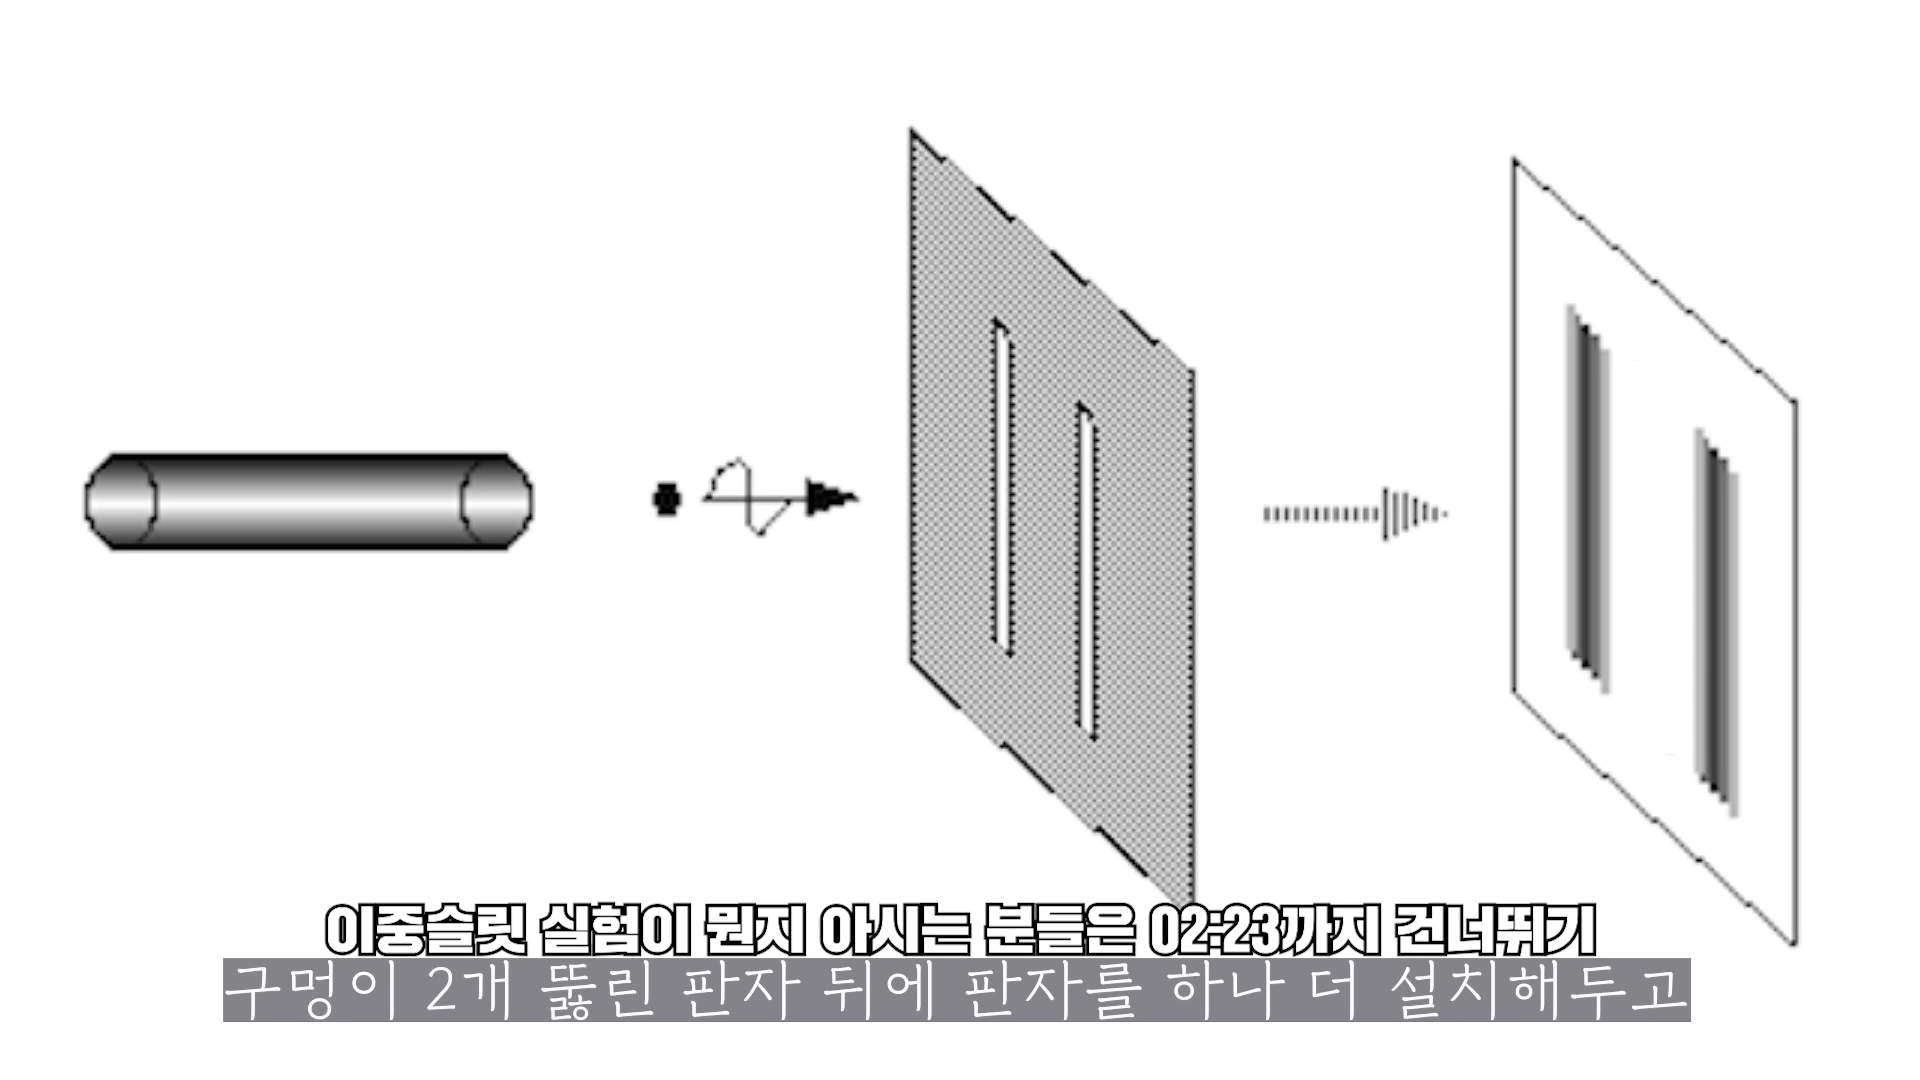 이중슬릿 실험이 뭔지 아시는 분들은 02:23까지 건너뛰기
구멍이 2개 뚫린 판자 뒤에 판자를 하나 더 설치해두고